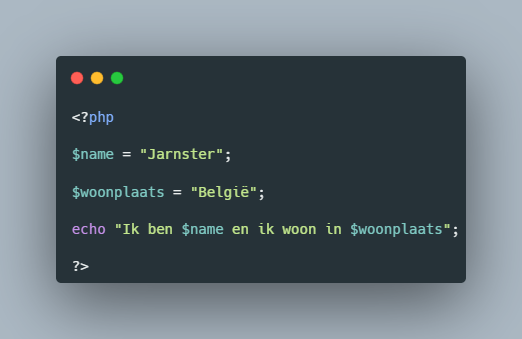 <?php
$name = "Jarnster";
$woonplaats = "België";
echo "Ik ben $name en ik woon in $woonplaats";
?>